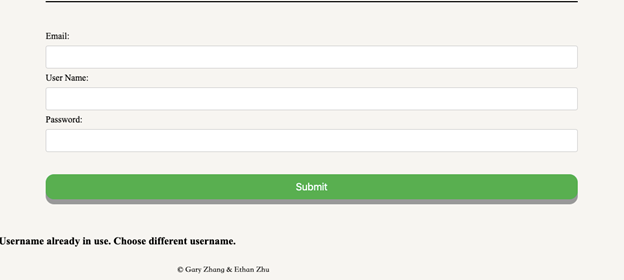 Email:
User Name:
Password:
Submit
Username already in use. Choose different username.
© Gary Zhang & Ethan Zhu